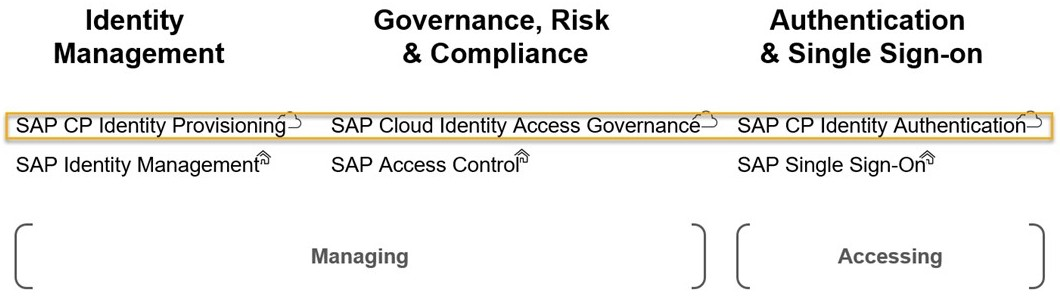 Identity
Management
Governance, Risk
& Compliance
Authentication
& Single Sign-on
SAP CP Identity Provisioning
SAP Cloud Identity Access Governance
SAP CP Identity Authentication
SAP Identity Management
SAP Access Control
SAP Single Sign-On
Managing
Accessing